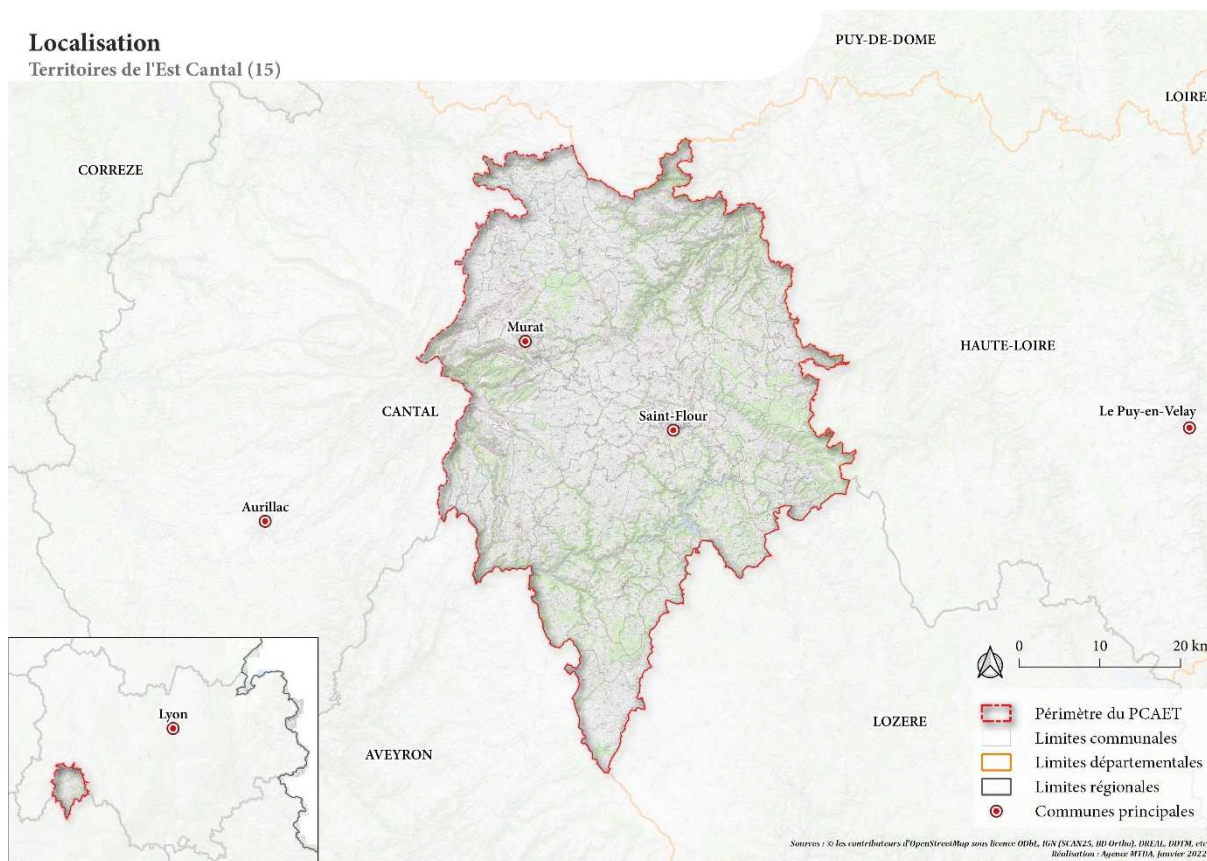 Localisation
Territoires de l'Est Cantal (15)
PUY-DE-DOME
LOIRE
CORREZE
Murat
HAUTE-LOIRE
CANTAL
Saint-Flour
Le Puy-en-Velay
Aurillac
0 10 20 km
Lyon
LOZERE
AVEYRON
Périmètre du PCAET
Limites communales
Limites départementales
Limites régionales
Communes principales
Sources : © les contributeurs d'OpenStreetMap sous licence ODbL, IGN (SCAN25, BD Ortho), DREAL, DDTM, etc
Réalisation : Agence MTDA, janvier 2022